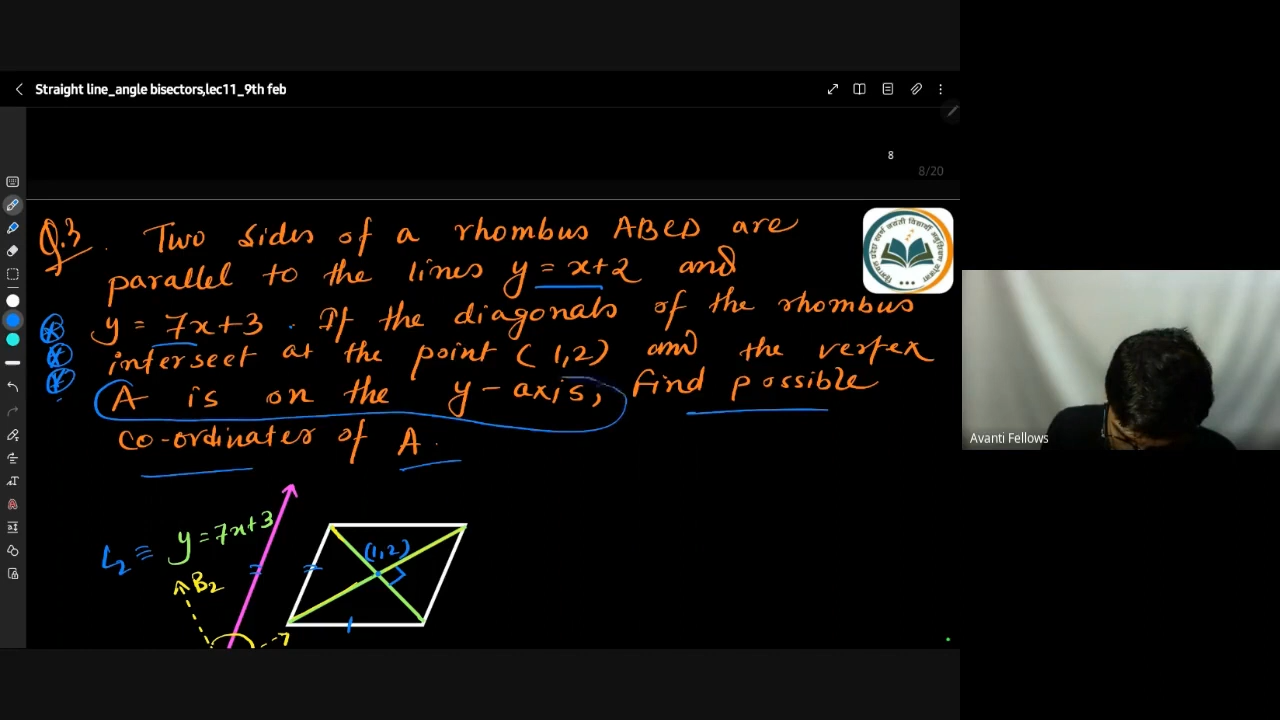 Straight line_angle bisectors,lec11_9th feb
8
8/20
Q.3. Two sides of a rhombus ABCD are
parallel to the lines y = x+2 and
y = 7x+3. If the diagonals of the rhombus
intersect at the point (1,2) and the vertex
A is on the y-axis, Find possible
co-ordinates of A.
L₂ ≡ y = 7x+3
(1,2)
B₂
Avanti Fellows